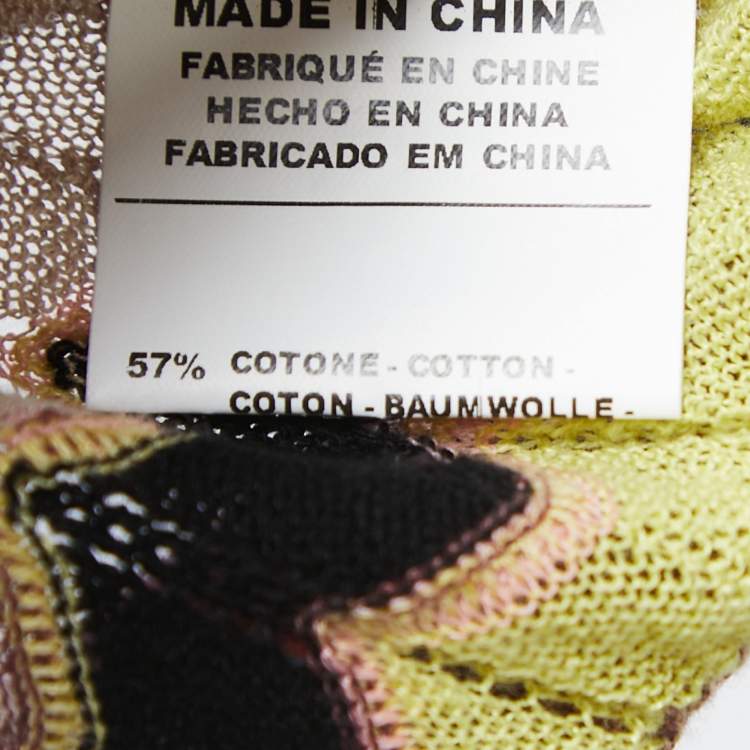 MADE IN CHINA
FABRIQUÉ EN CHINE
HECHO EN CHINA
FABRICADO EM CHINA
57% COTONE - COTTON -
COTON - BAUMWOLLE -